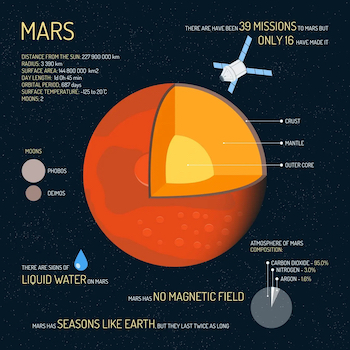 MARS
THERE ARE HAVE BEEN 39 MISSIONS TO MARS BUT
ONLY 16 HAVE MADE IT
DISTANCE FROM THE SUN: 227 900 000 km
RADIUS: 3 390 km
SURFACE AREA: 144 800 000 km2
DAY LENGTH: 1d 0h 45 min
ORBITAL PERIOD: 687 days
SURFACE TEMPERATURE: -125 to 20°C
MOONS: 2
CRUST
MANTLE
OUTER CORE
MOONS
PHOBOS
DEIMOS
THERE ARE SIGNS OF
LIQUID WATER ON MARS
ATMOSPHERE OF MARS
COMPOSITION:
CARBON DIOXIDE - 95,0%
NITROGEN - 3,0%
ARGON - 1,6%
MARS HAS NO MAGNETIC FIELD
MARS HAS SEASONS LIKE EARTH, BUT THEY LAST TWICE AS LONG